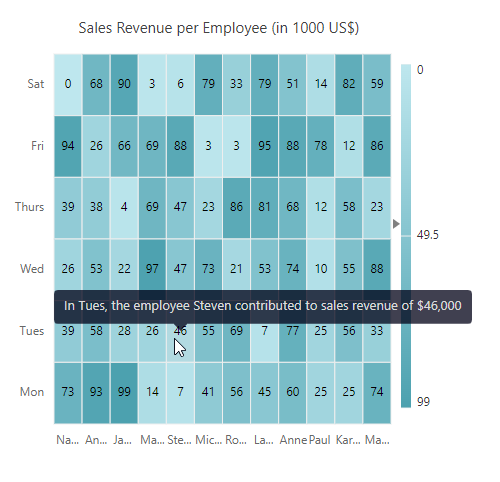 Sales Revenue per Employee (in 1000 US$)
Sat 0 68 90 3 6 79 33 79 51 14 82 59
0
Fri 94 26 66 69 88 3 3 95 88 78 12 86
Thurs 39 38 4 69 47 23 86 81 68 12 58 23
49.5
Wed 26 53 22 97 47 73 21 53 74 10 55 88
In Tues, the employee Steven contributed to sales revenue of $46,000
Tues 39 58 28 26 46 55 69 7 77 25 56 33
Mon 73 93 99 14 7 41 56 45 60 25 25 74
99
Na... An... Ja... Ma... Ste... Mic... Ro... La... Anne Paul Kar... Ma...